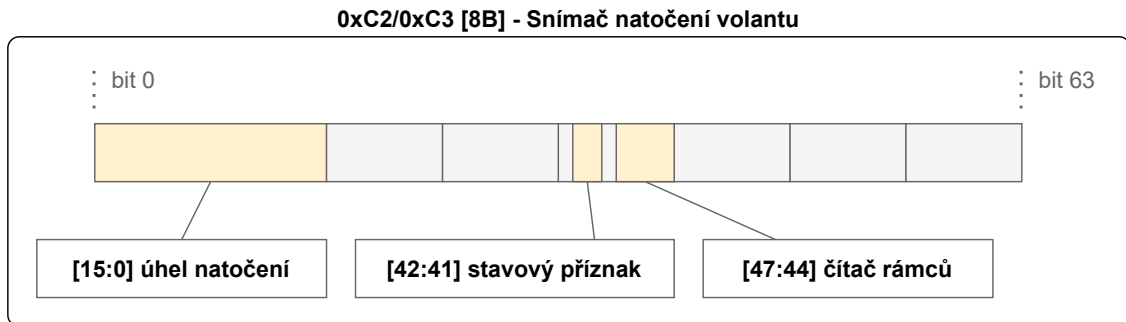 0xC2/0xC3 [8B] - Snímač natočení volantu
bit 0
bit 63
[15:0] úhel natočení
[42:41] stavový příznak
[47:44] čítač rámců